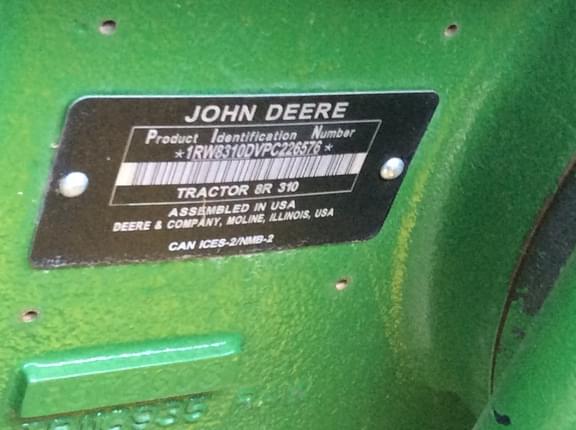 JOHN DEERE
Product Identification Number
*1RW8310DVPC226576*
TRACTOR 8R 310
ASSEMBLED IN USA
DEERE & COMPANY, MOLINE, ILLINOIS, USA
CAN ICES-2/NMB-2